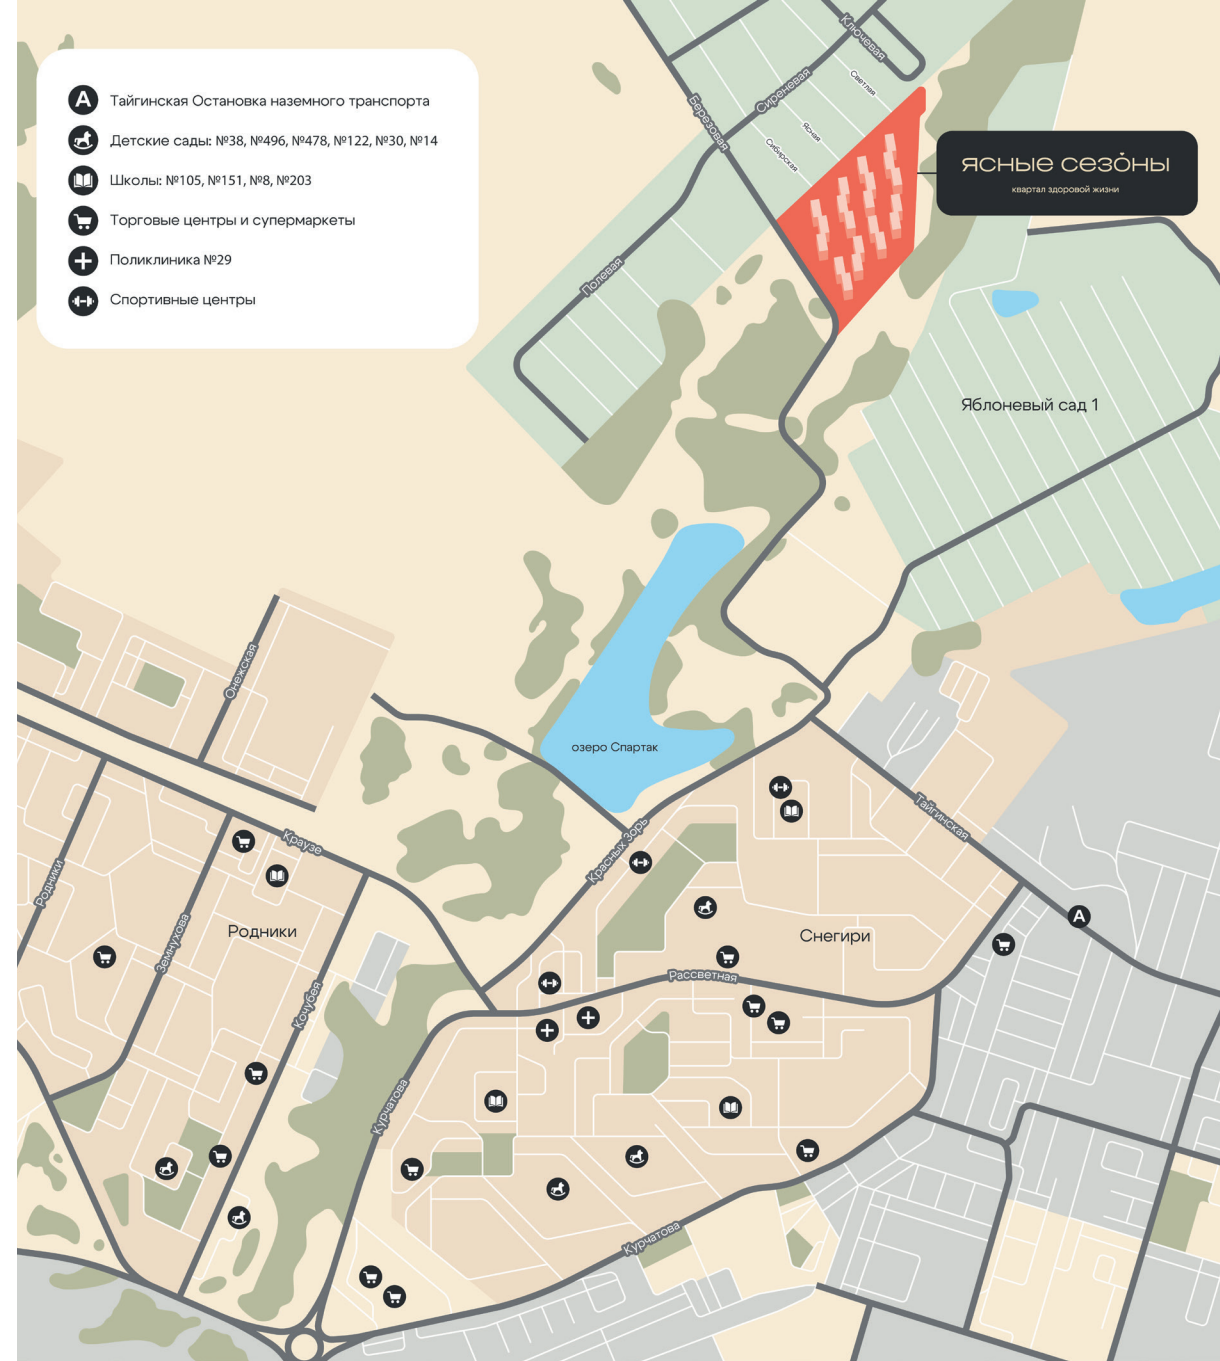 А Тайгинская Остановка наземного транспорта
Детские сады: №38, №496, №478, №122, №30, №14
Школы: №105, №151, №8, №203
Торговые центры и супермаркеты
Поликлиника №29
Спортивные центры
Ключевая
Светлая
Сиреневая
Березовая
Ясная
Сибирская
ясные сезоны
квартал здоровой жизни
Полевая
Яблоневый сад 1
Онежская
озеро Спартак
Тайгинская
Краузе
Красных Зорь
Родники
Земнухова
Родники
Снегири
А
Рассветная
Кочубея
Курчатова
Курчатова